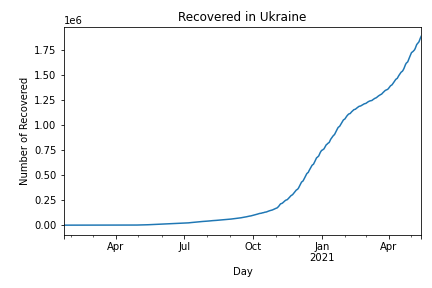 Recovered in Ukraine
1e6
1.75
1.50
1.25
1.00
0.75
0.50
0.25
0.00
Number of Recovered
Apr
Jul
Oct
Jan
2021
Apr
Day